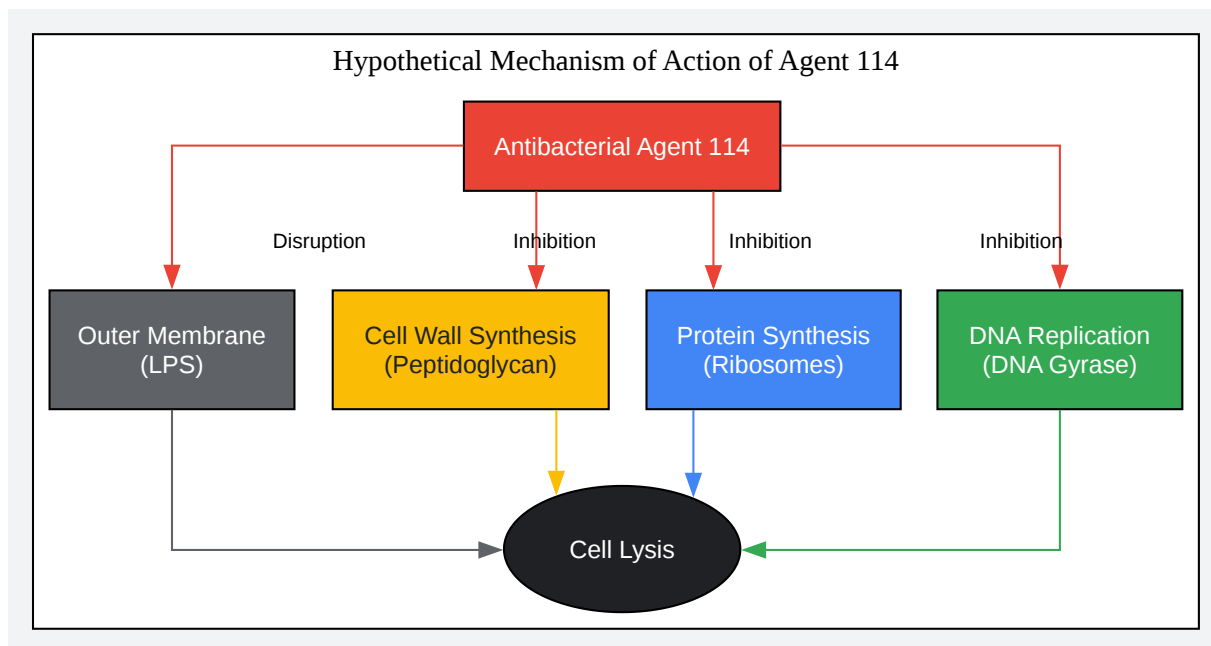 Hypothetical Mechanism of Action of Agent 114
Antibacterial Agent 114
Disruption
Inhibition
Inhibition
Inhibition
Outer Membrane
(LPS)
Cell Wall Synthesis
(Peptidoglycan)
Protein Synthesis
(Ribosomes)
DNA Replication
(DNA Gyrase)
Cell Lysis